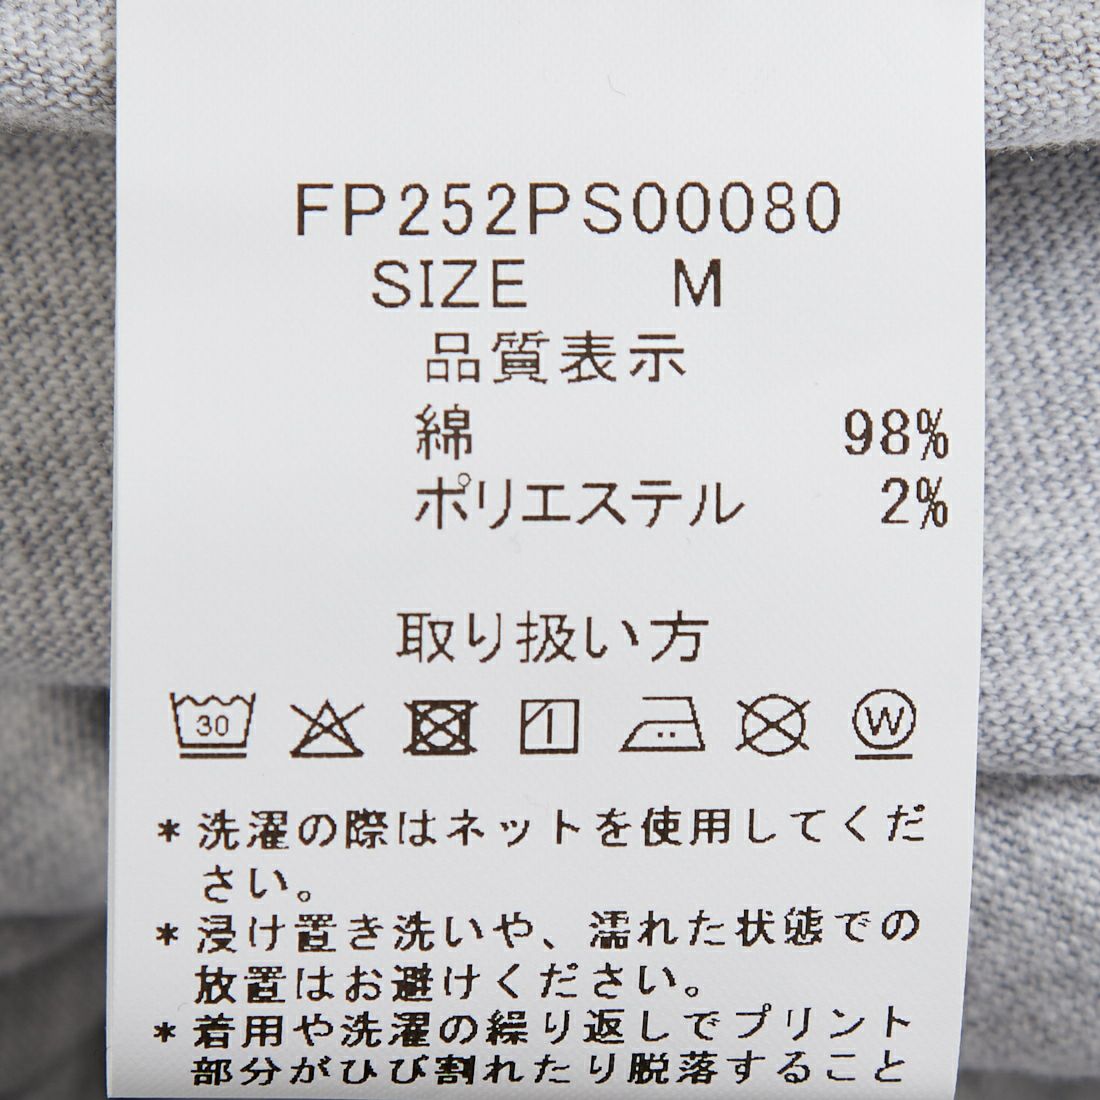 FP252PS00080
SIZE M
品質表示
綿 98%
ポリエステル 2%
取り扱い方
30 W
*洗濯の際はネットを使用してくだ
さい。
*浸け置き洗いや、濡れた状態での
放置はお避けください。
*着用や洗濯の繰り返しでプリント
部分がひび割れたり脱落すること